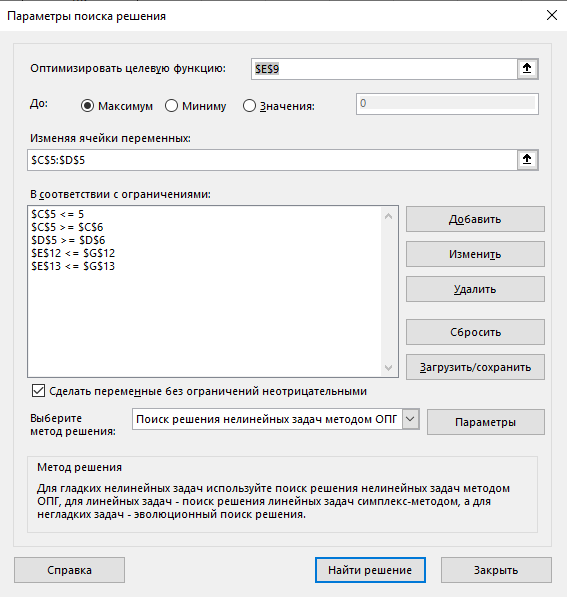 Параметры поиска решения
Оптимизировать целевую функцию: $E$9
До: Максимум Миниму Значения: 0
Изменяя ячейки переменных:
$C$5:$D$5
В соответствии с ограничениями:
$C$5 <= 5
$C$5 >= $C$6
$D$5 >= $D$6
$E$12 <= $G$12
$E$13 <= $G$13
Добавить
Изменить
Удалить
Сбросить
Загрузить/сохранить
Сделать переменные без ограничений неотрицательными
Выберите
метод решения:
Поиск решения нелинейных задач методом ОПГ
Параметры
Метод решения
Для гладких нелинейных задач используйте поиск решения нелинейных задач методом
ОПГ, для линейных задач - поиск решения линейных задач симплекс-методом, а для
негладких задач - эволюционный поиск решения.
Справка
Найти решение
Закрыть